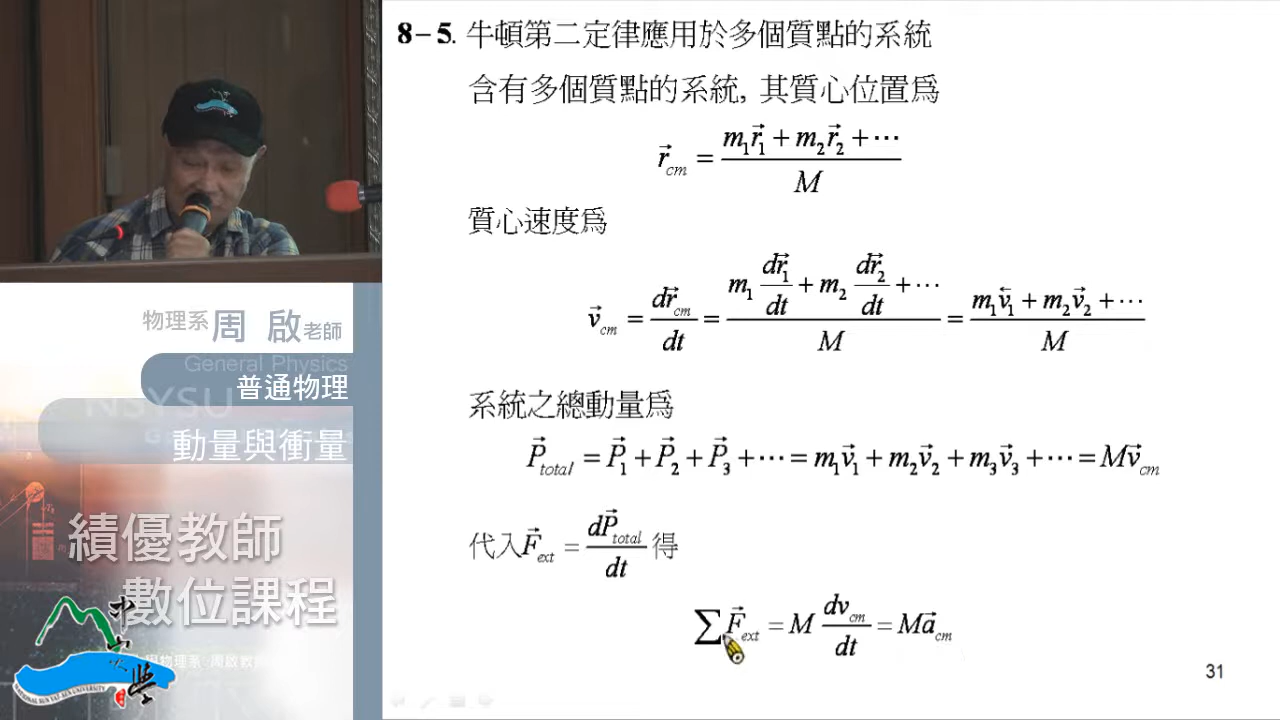 8-5. 牛頓第二定律應用於多個質點的系統
含有多個質點的系統, 其質心位置為
r⃗cm = (m1r⃗1 + m2r⃗2 + ⋯) / M
質心速度為
v⃗cm = dr⃗cm/dt = (m1 dr⃗1/dt + m2 dr⃗2/dt + ⋯) / M = (m1v⃗1 + m2v⃗2 + ⋯) / M
系統之總動量為
P⃗total = P⃗1 + P⃗2 + P⃗3 + ⋯ = m1v⃗1 + m2v⃗2 + m3v⃗3 + ⋯ = Mv⃗cm
代入F⃗ext = dP⃗total/dt 得
∑F⃗ext = M dvcm/dt = Ma⃗cm
31
物理系 周 啟 老師
General Physics
普通物理
NSYSU
動量與衝量
績優教師
數位課程
NATIONAL SUN YAT-SEN UNIVERSITY